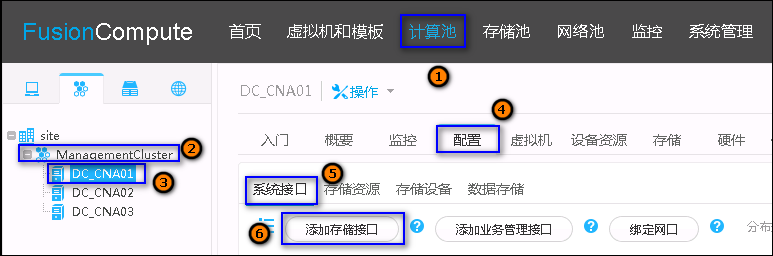 FusionCompute 首页 虚拟机和模板 计算池 存储池 网络池 监控 系统管理
1
DC_CNA01 操作
4
入门 概要 监控 配置 虚拟机 设备资源 存储 硬件
site
ManagementCluster 2
DC_CNA01 3
DC_CNA02
DC_CNA03
5
系统接口 存储资源 存储设备 数据存储
6 添加存储接口 ? 添加业务管理接口 ? 绑定网口 ? 分布